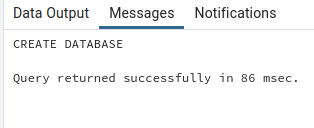 Data Output Messages Notifications
CREATE DATABASE
Query returned successfully in 86 msec.